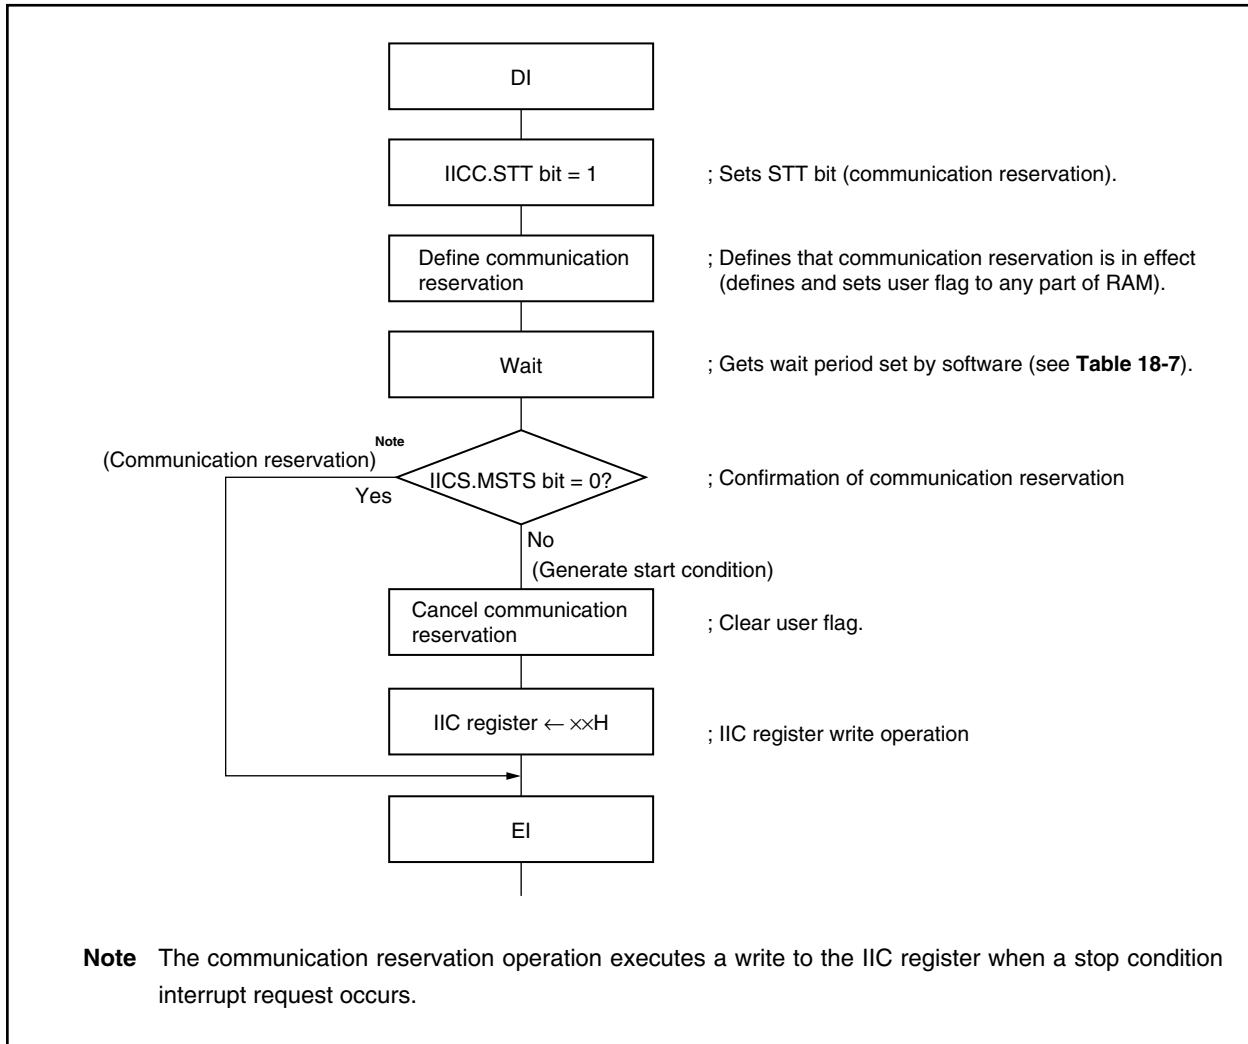 DI
IICC.STT bit = 1
; Sets STT bit (communication reservation).
Define communication
reservation
; Defines that communication reservation is in effect
(defines and sets user flag to any part of RAM).
Wait
; Gets wait period set by software (see Table 18-7).
(Communication reservation) Note
IICS.MSTS bit = 0?
; Confirmation of communication reservation
Yes
No
(Generate start condition)
Cancel communication
reservation
; Clear user flag.
IIC register ← ××H
; IIC register write operation
EI
Note The communication reservation operation executes a write to the IIC register when a stop condition
interrupt request occurs.